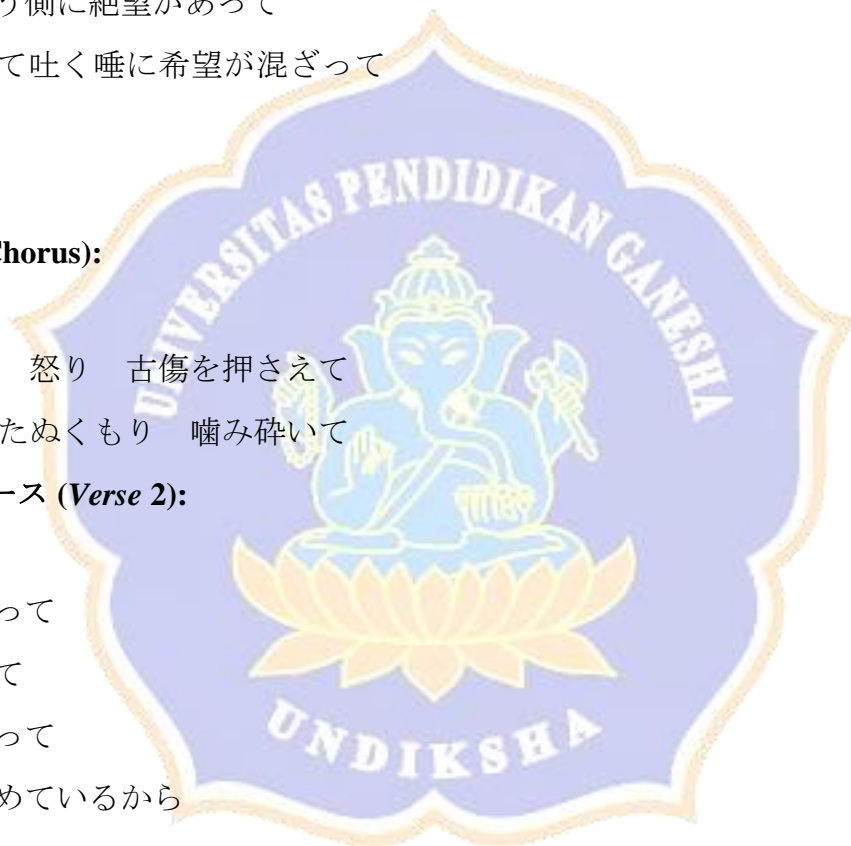 う側に絶望があって
て吐く唾に希望が混ざって
Chorus):
怒り　古傷を押さえて
たぬくもり　噛み砕いて
ース (Verse 2):
って
て
って
めているから
UNIVERSITAS PENDIDIKAN GANESHA
UNDIKSHA